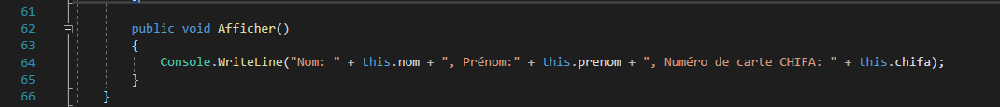 61
62 public void Afficher()
63 {
64 Console.WriteLine("Nom: " + this.nom + ", Prénom:" + this.prenom + ", Numéro de carte CHIFA: " + this.chifa);
65 }
66 }